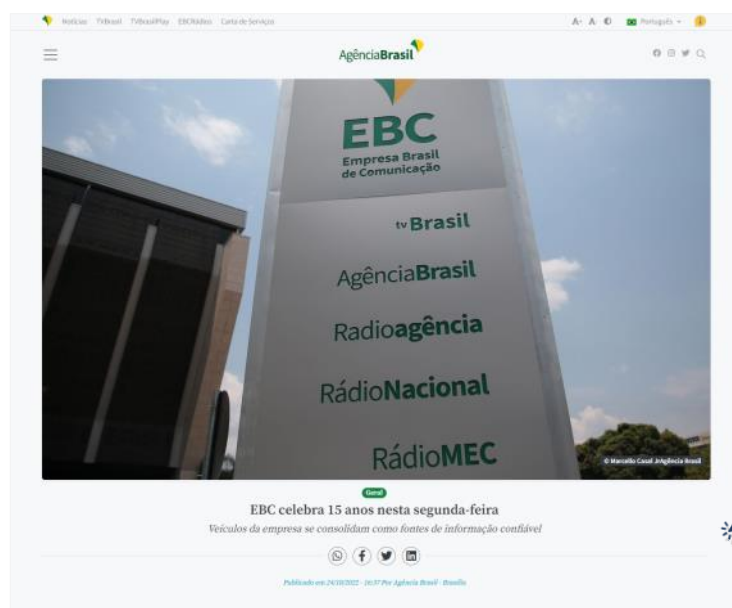 Notícias TVBrasil TVBrasilPlay EBCRádios Carta de Serviços
A+ A- Português
AgênciaBrasil
EBC
Empresa Brasil
de Comunicação
tvBrasil
AgênciaBrasil
Radioagência
RádioNacional
RádioMEC
© Marcello Casal Jr/Agência Brasil
Geral
EBC celebra 15 anos nesta segunda-feira
Veículos da empresa se consolidam como fontes de informação confiável
Publicado em 24/10/2022 - 16:37 Por Agência Brasil - Brasília